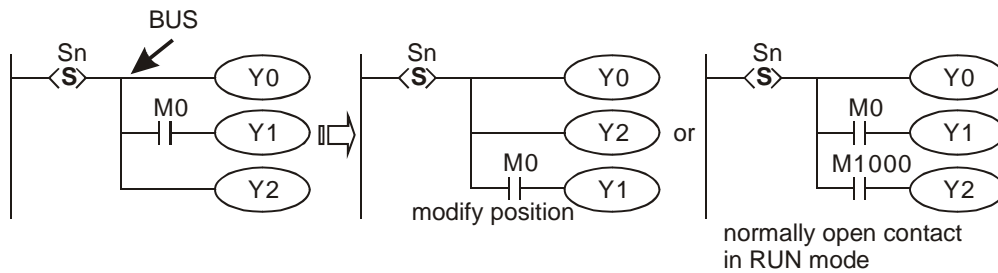 BUS
Sn
S
Y0
M0
Y1
Y2
Sn
S
Y0
Y2
M0
Y1
modify position
or
Sn
S
Y0
M0
Y1
M1000
Y2
normally open contact
in RUN mode